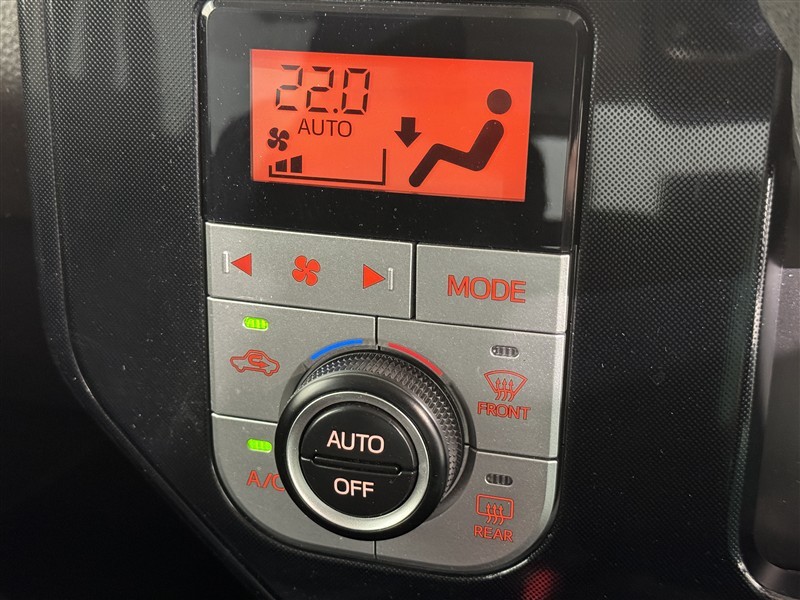 22.0
AUTO
MODE
FRONT
AUTO
OFF
A/C
REAR